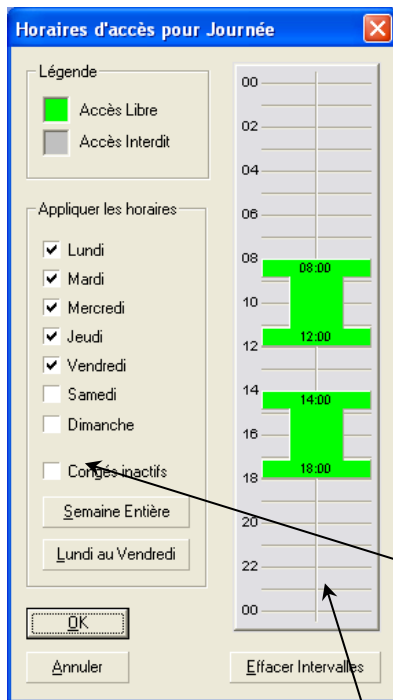 Horaires d'accès pour Journée
Légende
Accès Libre
Accès Interdit
Appliquer les horaires
Lundi
Mardi
Mercredi
Jeudi
Vendredi
Samedi
Dimanche
Congés inactifs
Semaine Entière
Lundi au Vendredi
OK
Annuler
00
02
04
06
08
08:00
10
12:00
12
14
14:00
16
18:00
18
20
22
00
Effacer Intervalles